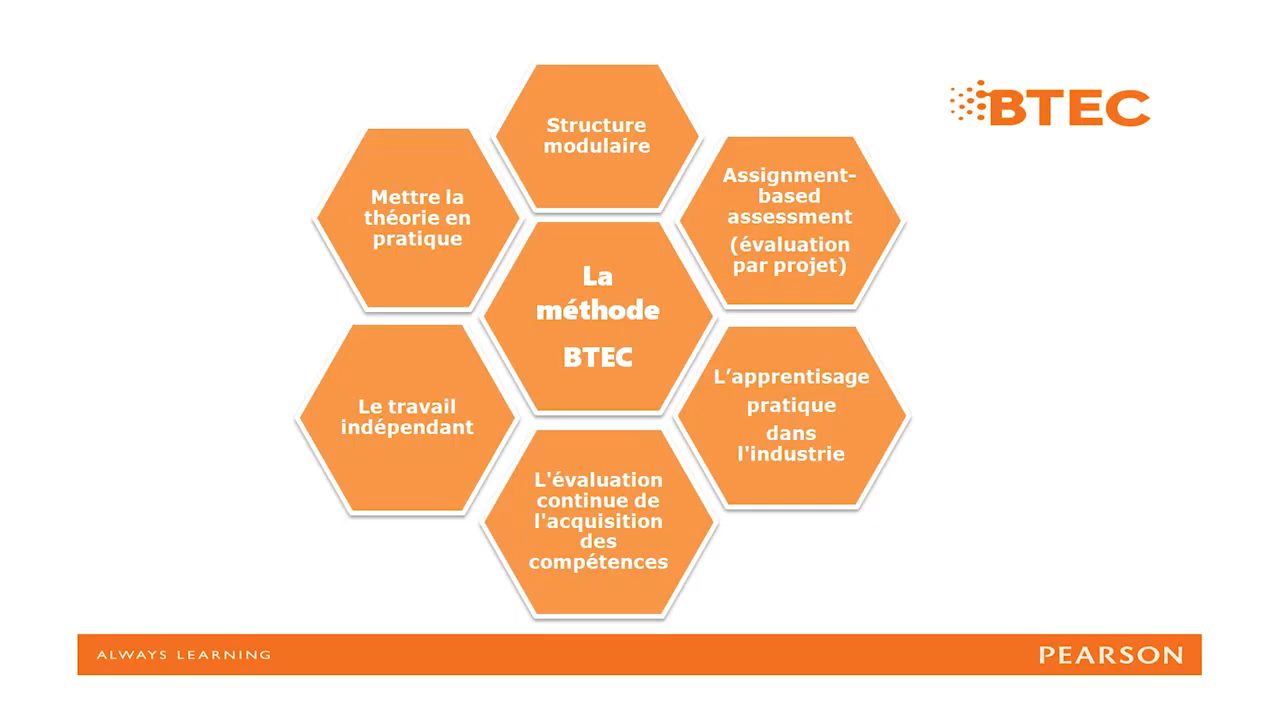 BTEC
Structure
modulaire
Assignment-
based
assessment
(évaluation
par projet)
Mettre la
théorie en
pratique
La
méthode
BTEC
L’apprentisage
pratique
dans
l'industrie
Le travail
indépendant
L'évaluation
continue de
l'acquisition
des
compétences
ALWAYS LEARNING
PEARSON